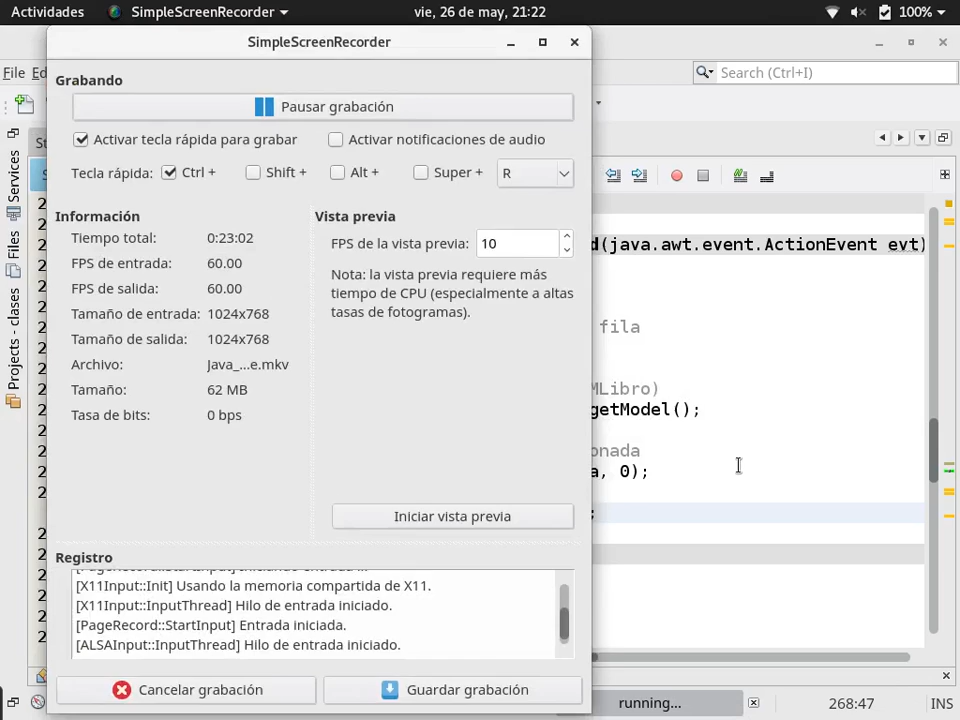 Actividades
SimpleScreenRecorder
vie, 26 de may, 21:22
100%
SimpleScreenRecorder
File
Search (Ctrl+I)
Grabando
Pausar grabación
Activar tecla rápida para grabar
Activar notificaciones de audio
Tecla rápida:
Ctrl +
Shift +
Alt +
Super +
R
Información
Tiempo total: 0:23:02
FPS de entrada: 60.00
FPS de salida: 60.00
Tamaño de entrada: 1024x768
Tamaño de salida: 1024x768
Archivo: Java_...e.mkv
Tamaño: 62 MB
Tasa de bits: 0 bps
Vista previa
FPS de la vista previa: 10
Nota: la vista previa requiere más
tiempo de CPU (especialmente a altas
tasas de fotogramas).
Iniciar vista previa
Registro
[X11Input::Init] Usando la memoria compartida de X11.
[X11Input::InputThread] Hilo de entrada iniciado.
[PageRecord::StartInput] Entrada iniciada.
[ALSAInput::InputThread] Hilo de entrada iniciado.
Cancelar grabación
Guardar grabación
Services
Files
Projects - clases
d(java.awt.event.ActionEvent evt)
fila
MLibro)
getModel();
onada
a, 0);
;
running...
268:47
INS